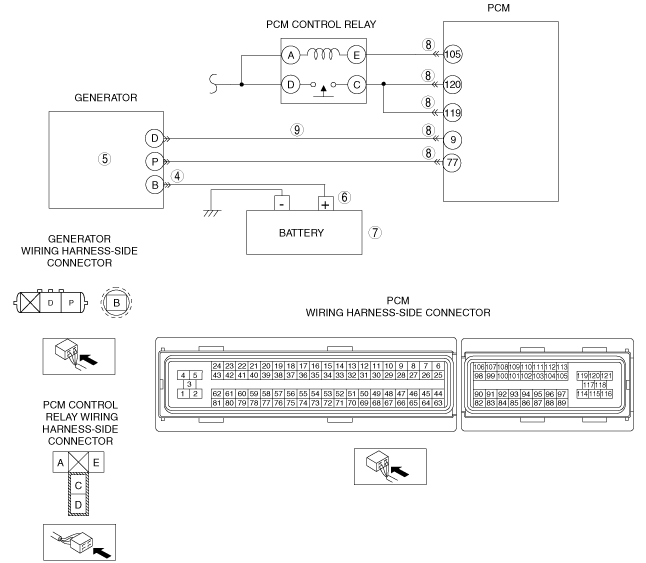 PCM
PCM CONTROL RELAY
A E 8 105
D C 8 120
8 119
GENERATOR
D 9 8 9
5 P 8 77
B 4
- + 6
BATTERY 7
GENERATOR
WIRING HARNESS-SIDE
CONNECTOR
D P B
PCM
WIRING HARNESS-SIDE CONNECTOR
24 23 22 21 20 19 18 17 16 15 14 13 12 11 10 9 8 7 6
4 5 43 42 41 40 39 38 37 36 35 34 33 32 31 30 29 28 27 26 25
3
1 2 62 61 60 59 58 57 56 55 54 53 52 51 50 49 48 47 46 45 44
81 80 79 78 77 76 75 74 73 72 71 70 69 68 67 66 65 64 63
106 107 108 109 110 111 112 113
98 99 100 101 102 103 104 105 119 120 121
117 118
90 91 92 93 94 95 96 97 114 115 116
82 83 84 85 86 87 88 89
PCM CONTROL
RELAY WIRING
HARNESS-SIDE
CONNECTOR
A E
C
D